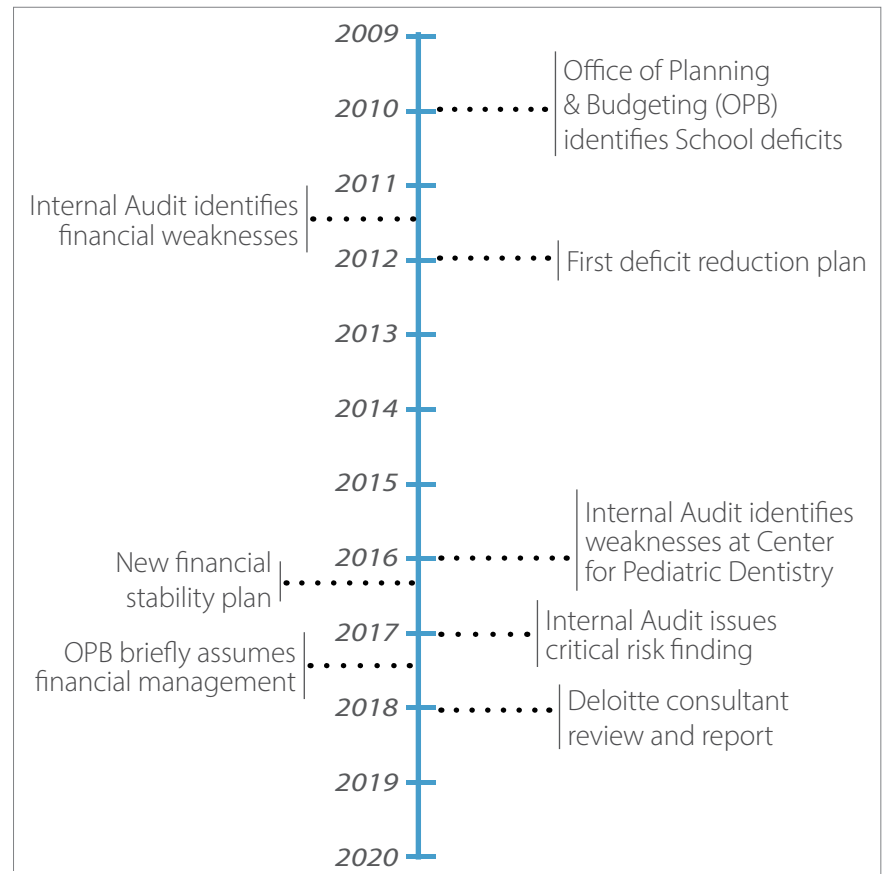 2009
Office of Planning
& Budgeting (OPB)
identifies School deficits
2010
2011
Internal Audit identifies
financial weaknesses
2012
First deficit reduction plan
2013
2014
2015
Internal Audit identifies
weaknesses at Center
for Pediatric Dentistry
2016
New financial
stability plan
Internal Audit issues
critical risk finding
2017
OPB briefly assumes
financial management
Deloitte consultant
review and report
2018
2019
2020